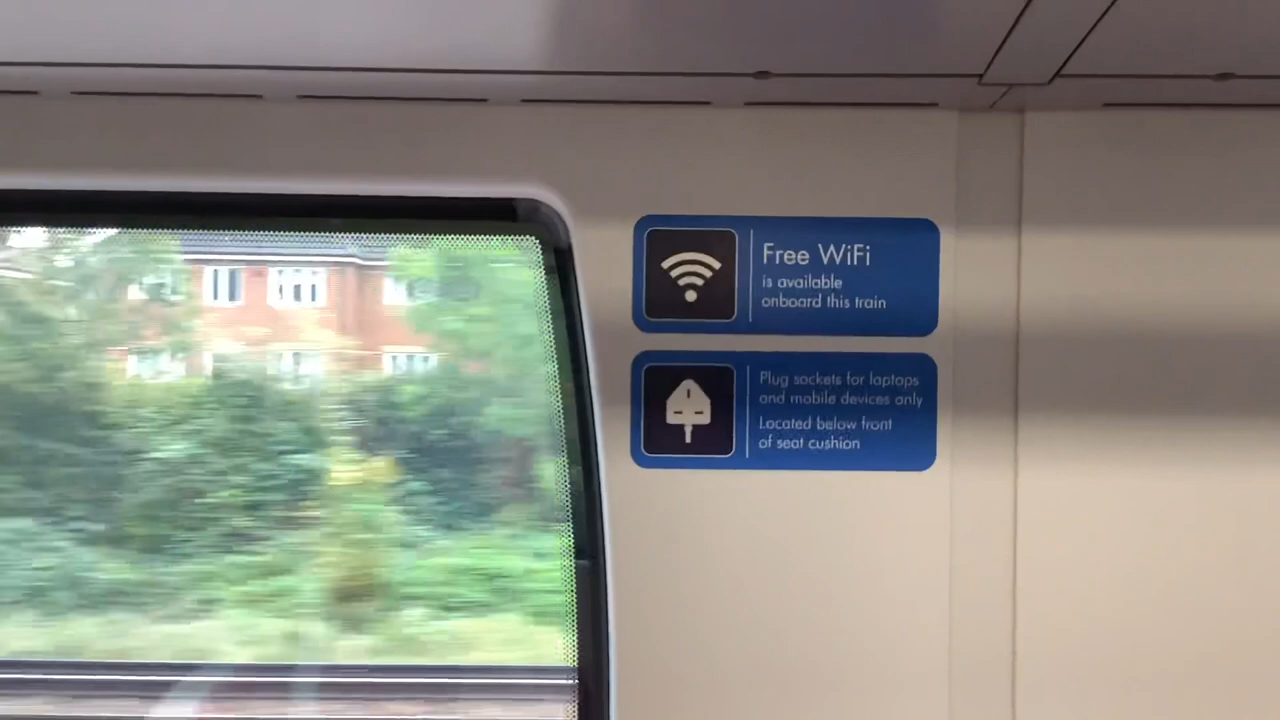 Free WiFi
is available
onboard this train
Plug sockets for laptops
and mobile devices only
Located below front
of seat cushion